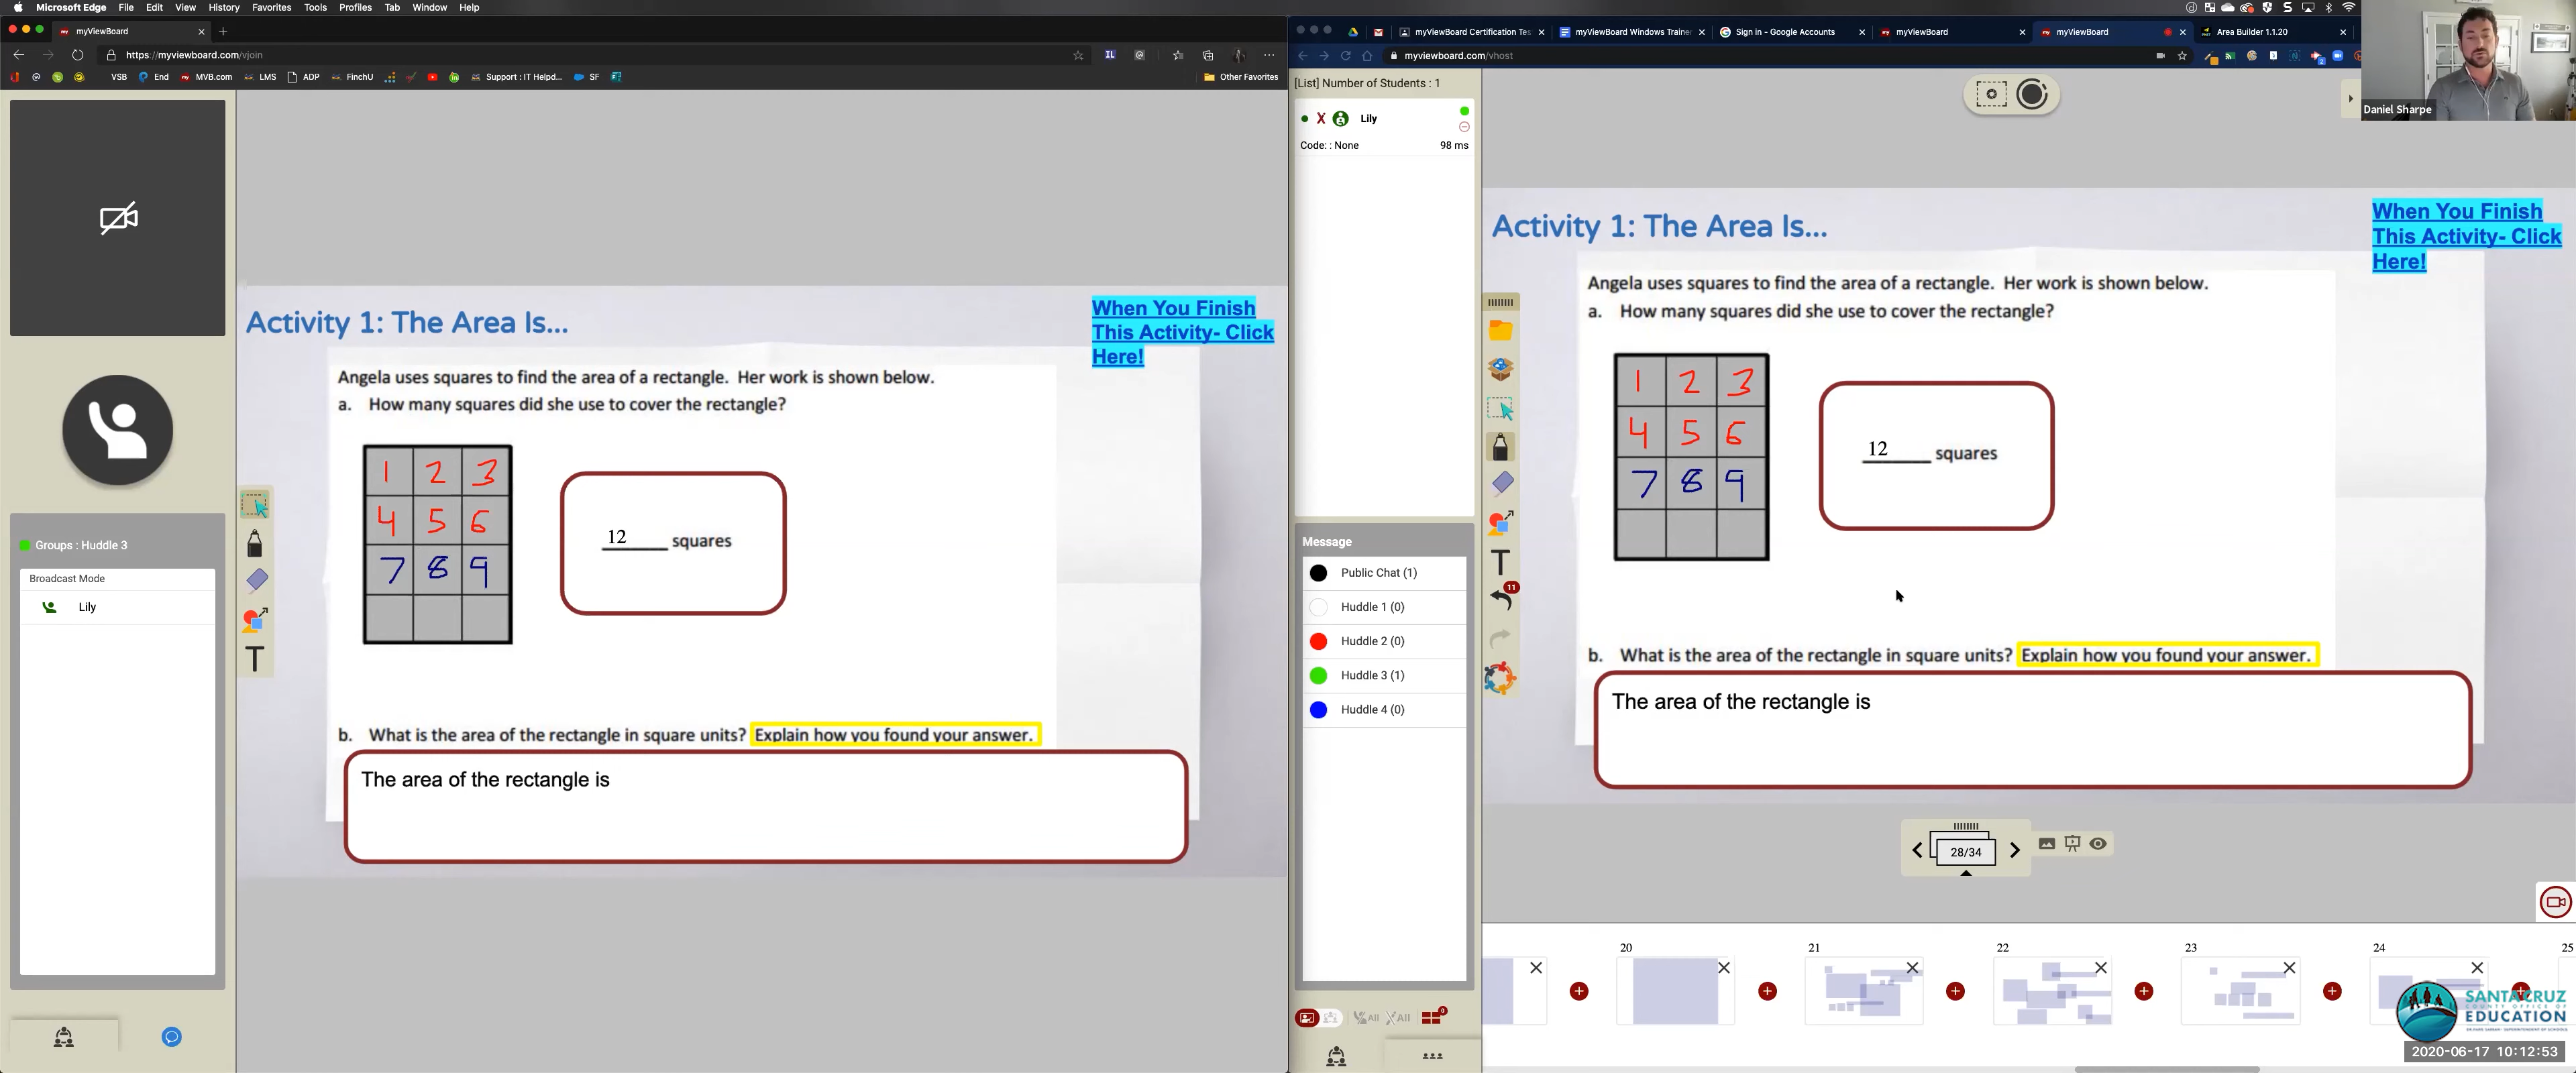 Microsoft Edge File Edit View History Favorites Tools Profiles Tab Window Help
myViewBoard
https://myviewboard.com/vjoin
VSB End MVB.com LMS ADP FinchU Support : IT Helpd... SF Other Favorites
Activity 1: The Area Is...
When You Finish
This Activity- Click
Here!
Angela uses squares to find the area of a rectangle. Her work is shown below.
a. How many squares did she use to cover the rectangle?
1 2 3
4 5 6
7 8 9
12 squares
b. What is the area of the rectangle in square units? Explain how you found your answer.
The area of the rectangle is
Groups : Huddle 3
Broadcast Mode
Lily
T
myViewBoard Certification Tes
myViewBoard Windows Trainer
Sign in - Google Accounts
myViewBoard
myViewBoard
Area Builder 1.1.20
myviewboard.com/vhost
Daniel Sharpe
[List] Number of Students : 1
X Lily
Code: : None 98 ms
Message
Public Chat (1)
Huddle 1 (0)
Huddle 2 (0)
Huddle 3 (1)
Huddle 4 (0)
All All
0
Activity 1: The Area Is...
When You Finish
This Activity- Click
Here!
Angela uses squares to find the area of a rectangle. Her work is shown below.
a. How many squares did she use to cover the rectangle?
1 2 3
4 5 6
7 8 9
12 squares
T
11
b. What is the area of the rectangle in square units? Explain how you found your answer.
The area of the rectangle is
28/34
20 21 22 23 24 25
SANTA CRUZ
COUNTY OFFICE OF
EDUCATION
2020-06-17 10:12:53